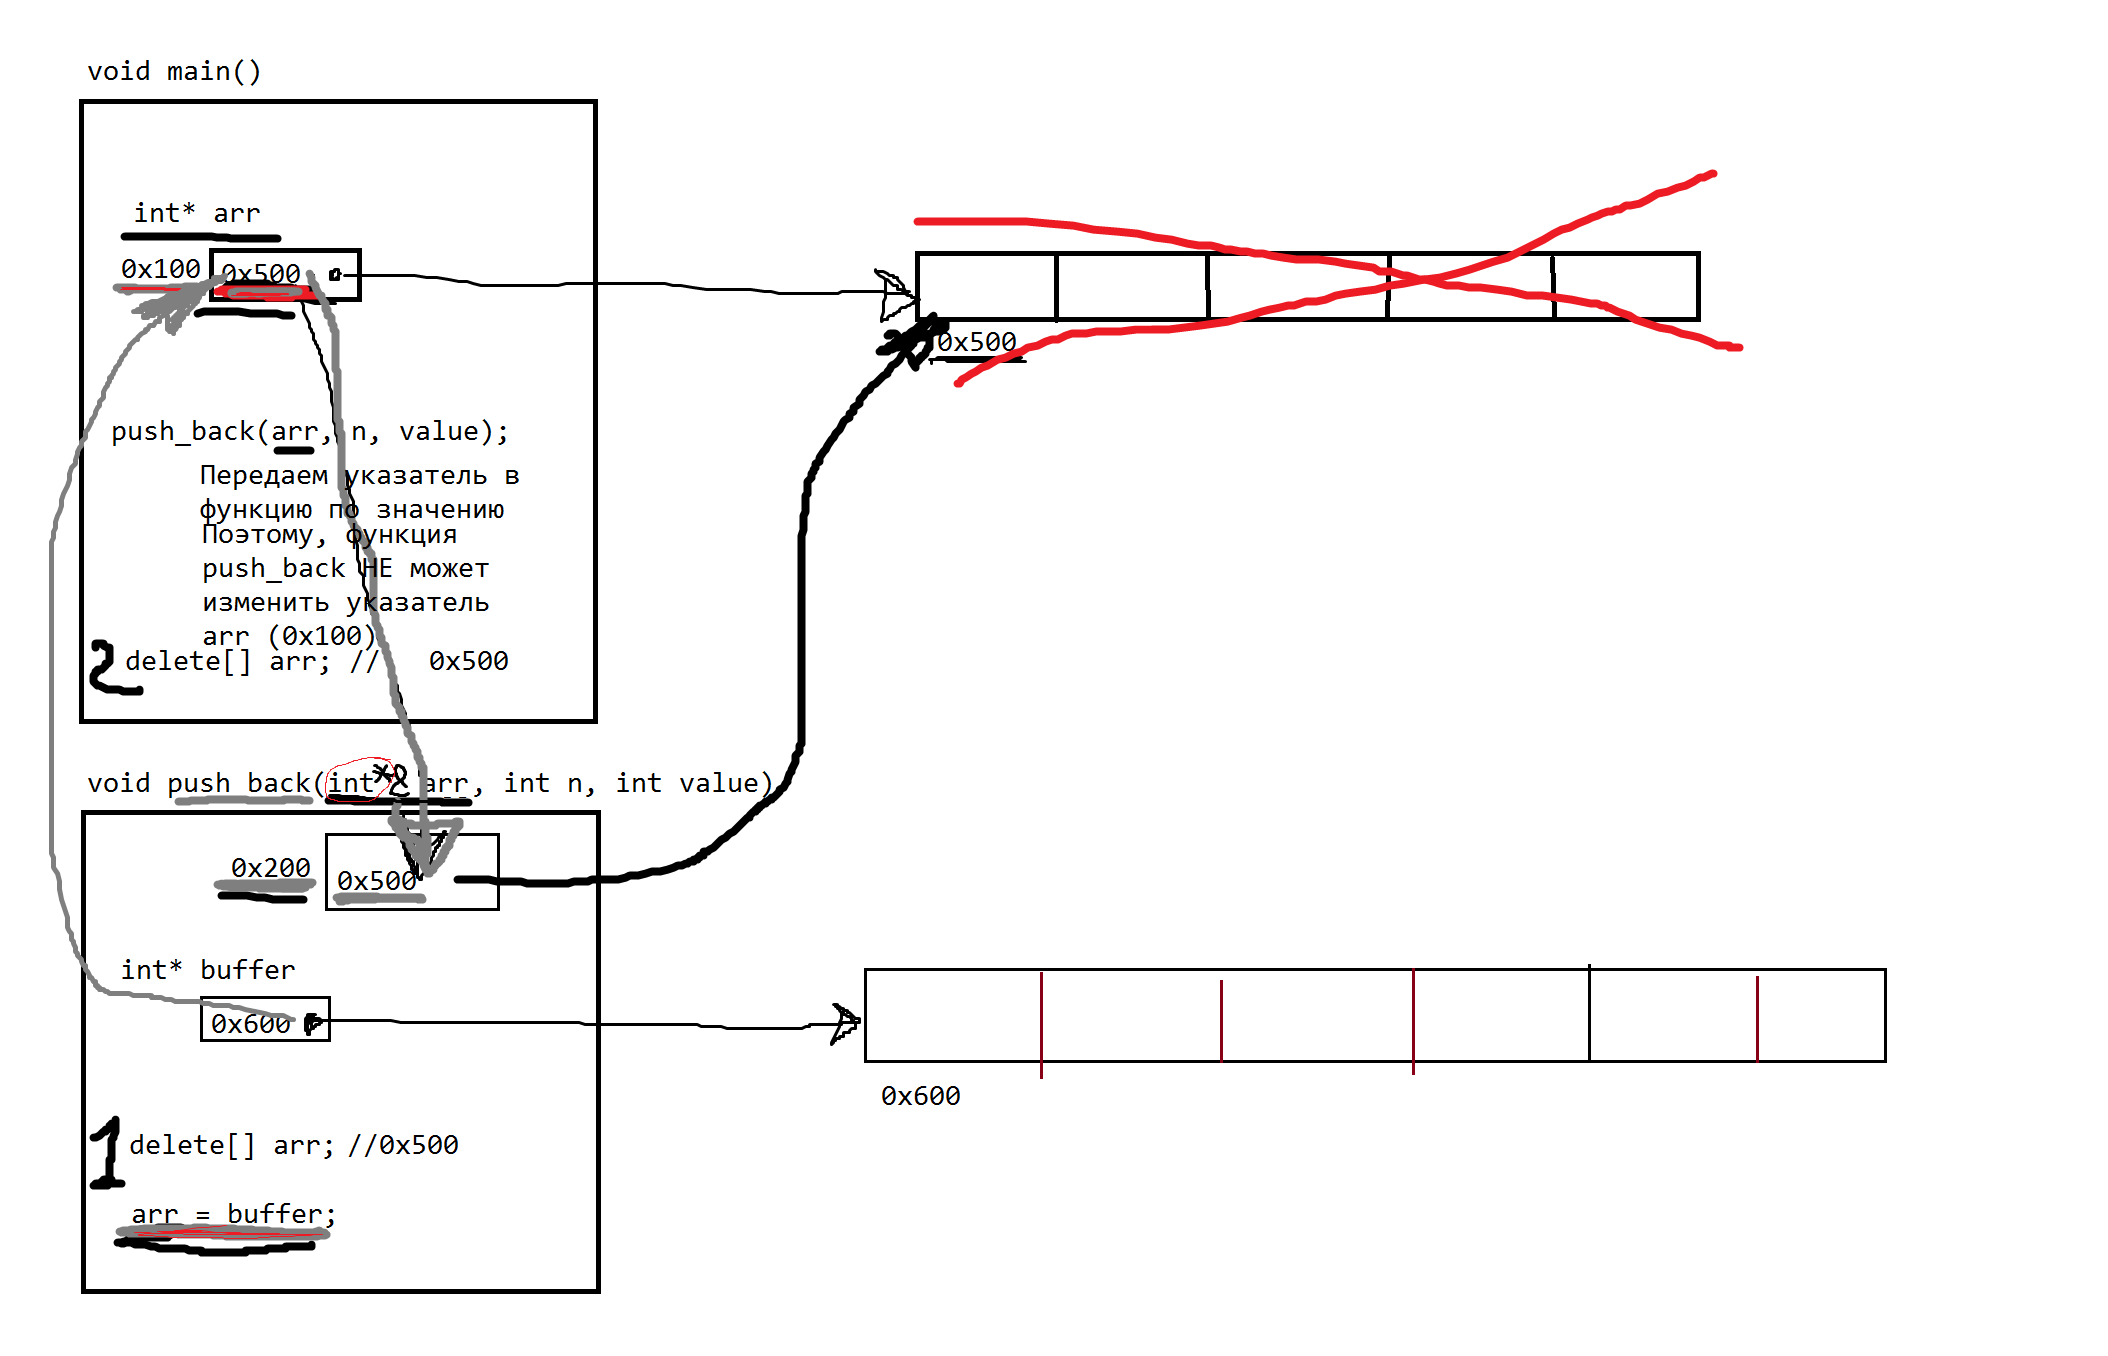 void main()
int* arr
0x100
0x500
0x500
push_back(arr, n, value);
Передаем указатель в
функцию по значению
Поэтому, функция
push_back НЕ может
изменить указатель
arr (0x100)
2
delete[] arr; // 0x500
void push_back(int*& arr, int n, int value)
0x200
0x500
int* buffer
0x600
0x600
1
delete[] arr; //0x500
arr = buffer;